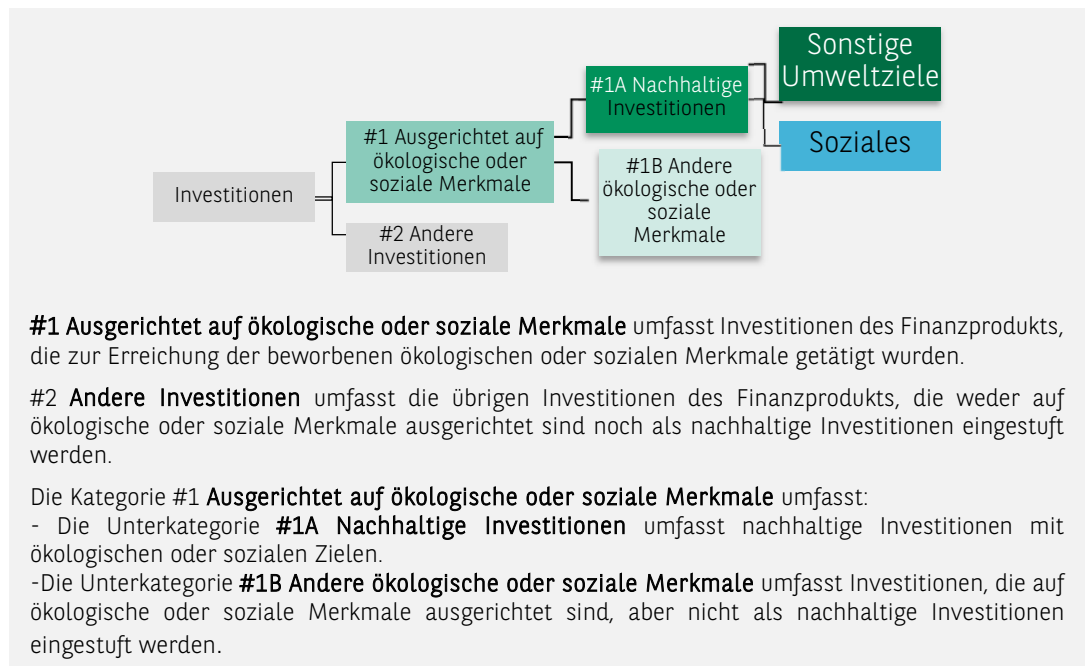 Sonstige
Umweltziele
#1A Nachhaltige
Investitionen
Soziales
#1 Ausgerichtet auf
ökologische oder
soziale Merkmale
#1B Andere
ökologische oder
soziale
Merkmale
Investitionen
#2 Andere
Investitionen
#1 Ausgerichtet auf ökologische oder soziale Merkmale umfasst Investitionen des Finanzprodukts,
die zur Erreichung der beworbenen ökologischen oder sozialen Merkmale getätigt wurden.
#2 Andere Investitionen umfasst die übrigen Investitionen des Finanzprodukts, die weder auf
ökologische oder soziale Merkmale ausgerichtet sind noch als nachhaltige Investitionen eingestuft
werden.
Die Kategorie #1 Ausgerichtet auf ökologische oder soziale Merkmale umfasst:
- Die Unterkategorie #1A Nachhaltige Investitionen umfasst nachhaltige Investitionen mit
ökologischen oder sozialen Zielen.
-Die Unterkategorie #1B Andere ökologische oder soziale Merkmale umfasst Investitionen, die auf
ökologische oder soziale Merkmale ausgerichtet sind, aber nicht als nachhaltige Investitionen
eingestuft werden.